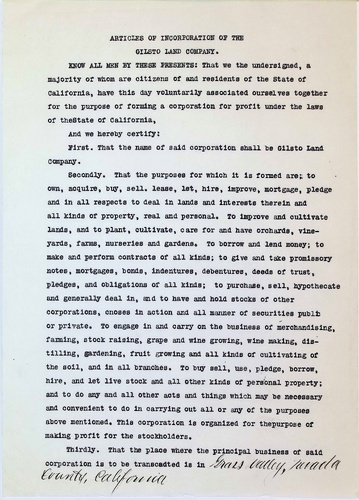 ARTICLES OF INCORPORATION OF THE
GILSTO LAND COMPANY.
KNOW ALL MEN BY THESE PRESENTS: That we the undersigned, a
majority of whom are citizens of and residents of the State of
California, have this day voluntarily associated ourselves together
for the purpose of forming a corporation for profit under the laws
of theState of California,
And we hereby certify:
First. That the name of said corporation shall be Gilsto Land
Company.
Secondly. That the purposes for which it is formed are; to
own, acquire, buy, sell. lease, let, hire, improve, mortgage, pledge
and in all respects to deal in lands and interests therein and
all kinds of property, real and personal. To improve and cultivate
lands, and to plant, cultivate, care for and have orchards, vine-
yards, farms, nurseries and gardens. To borrow and lend money; to
make and perform contracts of all kinds; to give and take promissory
notes, mortgages, bonds, indentures, debentures, deeds of trust,
pledges, and obligations of all kinds; to purchase, sell, hypothecate
and generally deal in, and to have and hold stocks of other
corporations, choses in action and all manner of securities publb
or private. To engage in and carry on the business of merchandising,
farming, stock raising, grape and wine growing, wine making, dis-
tilling, gardening, fruit growing and all kinds of cultivating of
the soil, and in all branches. To buy sell, use, pledge, borrow,
hire, and let live stock and all other kinds of personal property;
and to do any and all other acts and things which may be necessary
and convenient to do in carrying out all or any of the purposes
above mentioned. This corporation is organized for thepurpose of
making profit for the stockholders.
Thirdly. That the place where the principal business of said
corporation is to be transcated is in Grass Valley, Nevada
County, California